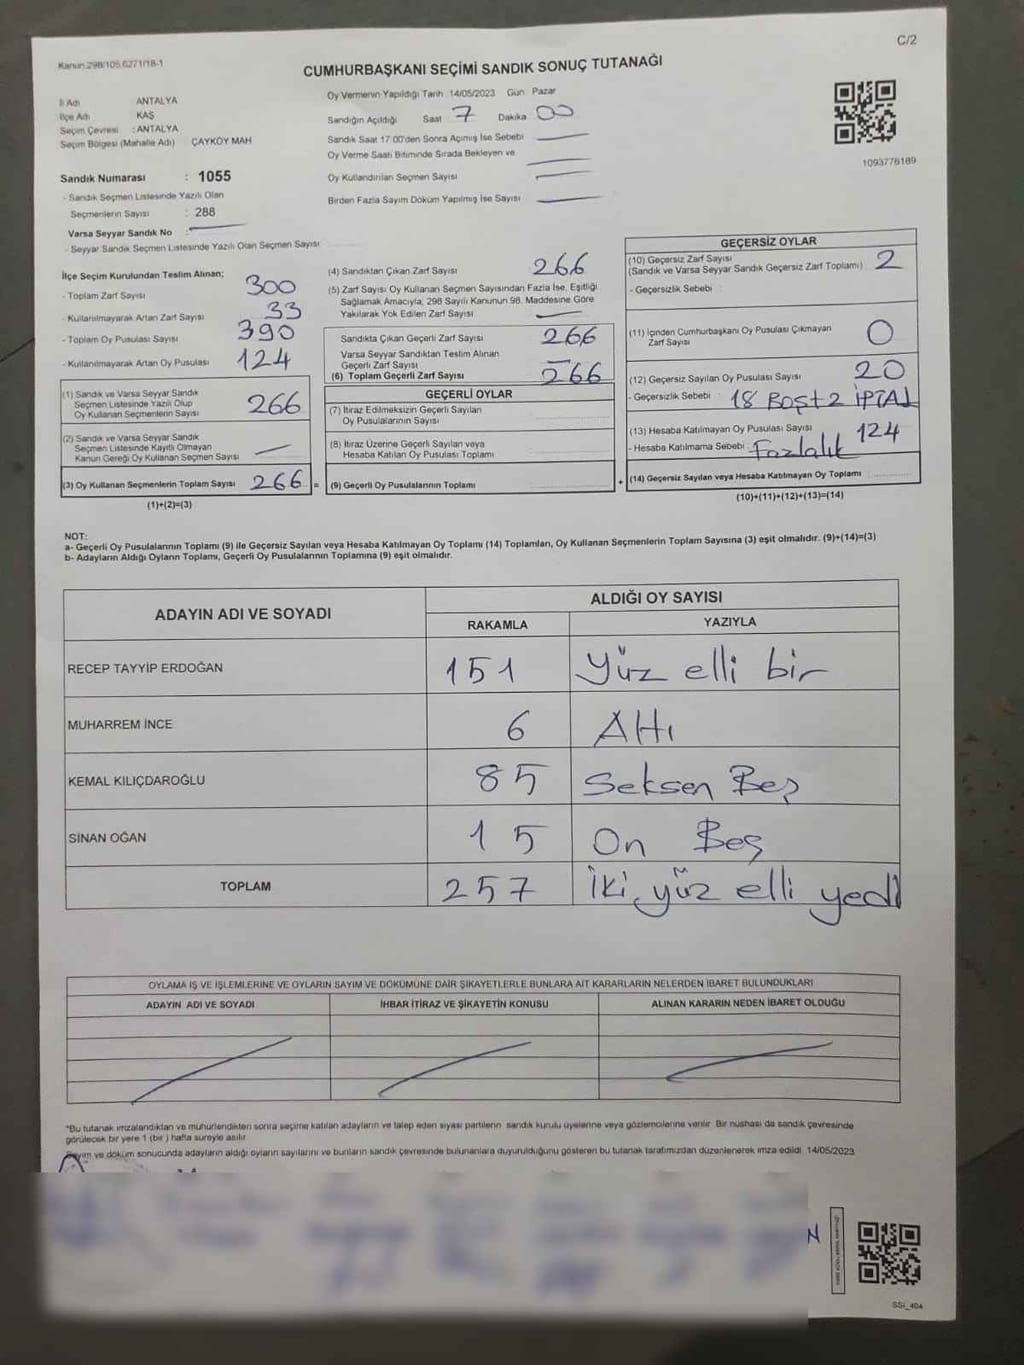 C/2
Kanun:298/105,6271/18-1
CUMHURBAŞKANI SEÇİMİ SANDIK SONUÇ TUTANAĞI
İl Adı ANTALYA
İlçe Adı KAŞ
Seçim Çevresi : ANTALYA
Seçim Bölgesi (Mahalle Adı) ÇAYKÖY MAH
Sandık Numarası : 1055
- Sandık Seçmen Listesinde Yazılı Olan
Seçmenlerin Sayısı : 288
Varsa Seyyar Sandık No :
- Seyyar Sandık Seçmen Listesinde Yazılı Olan Seçmen Sayısı
Oy Vermenin Yapıldığı Tarih 14/05/2023 Gün Pazar
Sandığın Açıldığı Saat 7 Dakika 00
Sandık Saat 17.00'den Sonra Açılmış İse Sebebi
Oy Verme Saati Bitiminde Sırada Bekleyen ve
Oy Kullandırılan Seçmen Sayısı
Birden Fazla Sayım Döküm Yapılmış İse Sayısı
1093776189
İlçe Seçim Kurulundan Teslim Alınan;
- Toplam Zarf Sayısı 300
- Kullanılmayarak Artan Zarf Sayısı 33
- Toplam Oy Pusulası Sayısı 390
- Kullanılmayarak Artan Oy Pusulası 124
(1) Sandık ve Varsa Seyyar Sandık
Seçmen Listesinde Yazılı Olup
Oy Kullanan Seçmenlerin Sayısı 266
(2) Sandık ve Varsa Seyyar Sandık
Seçmen Listesinde Kayıtlı Olmayan
Kanun Gereği Oy Kullanan Seçmen Sayısı
(3) Oy Kullanan Seçmenlerin Toplam Sayısı 266 =
(1)+(2)=(3)
(4) Sandıktan Çıkan Zarf Sayısı 266
(5) Zarf Sayısı Oy Kullanan Seçmen Sayısından Fazla İse, Eşitliği
Sağlamak Amacıyla, 298 Sayılı Kanunun 98. Maddesine Göre
Yakılarak Yok Edilen Zarf Sayısı
Sandıkta Çıkan Geçerli Zarf Sayısı 266
Varsa Seyyar Sandıktan Teslim Alınan
Geçerli Zarf Sayısı
(6) Toplam Geçerli Zarf Sayısı 266
GEÇERLİ OYLAR
(7) İtiraz Edilmeksizin Geçerli Sayılan
Oy Pusulalarının Sayısı
(8) İtiraz Üzerine Geçerli Sayılan veya
Hesaba Katılan Oy Pusulası Toplamı
(9) Geçerli Oy Pusulalarının Toplamı +
GEÇERSİZ OYLAR
(10) Geçersiz Zarf Sayısı
(Sandık ve Varsa Seyyar Sandık Geçersiz Zarf Toplamı) 2
- Geçersizlik Sebebi
(11) İçinden Cumhurbaşkanı Oy Pusulası Çıkmayan
Zarf Sayısı 0
(12) Geçersiz Sayılan Oy Pusulası Sayısı 20
- Geçersizlik Sebebi 18 Boş+2 İPTAL
(13) Hesaba Katılmayan Oy Pusulası Sayısı 124
- Hesaba Katılmama Sebebi Fazlalık
(14) Geçersiz Sayılan veya Hesaba Katılmayan Oy Toplamı
(10)+(11)+(12)+(13)=(14)
NOT:
a- Geçerli Oy Pusulalarının Toplamı (9) ile Geçersiz Sayılan veya Hesaba Katılmayan Oy Toplamı (14) Toplamları, Oy Kullanan Seçmenlerin Toplam Sayısına (3) eşit olmalıdır. (9)+(14)=(3)
b- Adayların Aldığı Oyların Toplamı, Geçerli Oy Pusulalarının Toplamına (9) eşit olmalıdır.
ADAYIN ADI VE SOYADI ALDIĞI OY SAYISI
RAKAMLA YAZIYLA
RECEP TAYYİP ERDOĞAN 151 Yüz elli bir
MUHARREM İNCE 6 Altı
KEMAL KILIÇDAROĞLU 85 Seksen Beş
SİNAN OĞAN 15 On Beş
TOPLAM 257 İki yüz elli yedi
OYLAMA İŞ VE İŞLEMLERİNE VE OYLARIN SAYIM VE DÖKÜMÜNE DAİR ŞİKAYETLERLE BUNLARA AİT KARARLARIN NELERDEN İBARET BULUNDUKLARI
ADAYIN ADI VE SOYADI İHBAR İTİRAZ VE ŞİKAYETİN KONUSU ALINAN KARARIN NEDEN İBARET OLDUĞU
*Bu tutanak imzalandıktan ve mühürlendikten sonra seçime katılan adayların ve talep eden siyasi partilerin sandık kurulu üyelerine veya gözlemcilerine verilir. Bir nüshası da sandık çevresinde
görülecek bir yere 1 (bir) hafta süreyle asılır.
Sayım ve döküm sonucunda adayların aldığı oyların sayılarını ve bunların sandık çevresinde bulunanlara duyurulduğunu gösteren bu tutanak tarafımızdan düzenlenerek imza edildi. 14/05/2023
SSİ_404